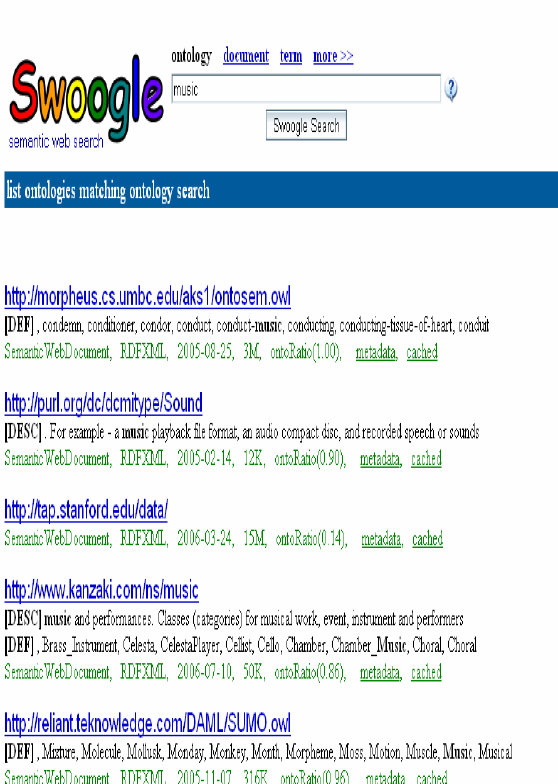 ontology document term more >>
Swoogle
music
?
semantic web search
Swoogle Search
list ontologies matching ontology search
http://morpheus.cs.umbc.edu/aks1/ontosem.owl
[DEF] , condemn, conditioner, condor, conduct, conduct-music, conducting, conducting-tissue-of-heart, conduit
SemanticWebDocument, RDFXML, 2005-08-25, 3M, ontoRatio(1.00), metadata, cached
http://purl.org/dc/dcmitype/Sound
[DESC] . For example - a music playback file format, an audio compact disc, and recorded speech or sounds
SemanticWebDocument, RDFXML, 2005-02-14, 12K, ontoRatio(0.90), metadata, cached
http://tap.stanford.edu/data/
SemanticWebDocument, RDFXML, 2006-03-24, 15M, ontoRatio(0.14), metadata, cached
http://www.kanzaki.com/ns/music
[DESC] music and performances. Classes (categories) for musical work, event, instrument and performers
[DEF] , Brass_Instrument, Celesta, CelestaPlayer, Cellist, Cello, Chamber, Chamber_Music, Choral, Choral
SemanticWebDocument, RDFXML, 2006-07-10, 50K, ontoRatio(0.86), metadata, cached
http://reliant.teknowledge.com/DAML/SUMO.owl
[DEF] , Mixture, Molecule, Mollusk, Monday, Monkey, Month, Morpheme, Moss, Motion, Muscle, Music, Musical
SemanticWebDocument, RDFXML, 2005-11-07, 316K, ontoRatio(0.96), metadata, cached